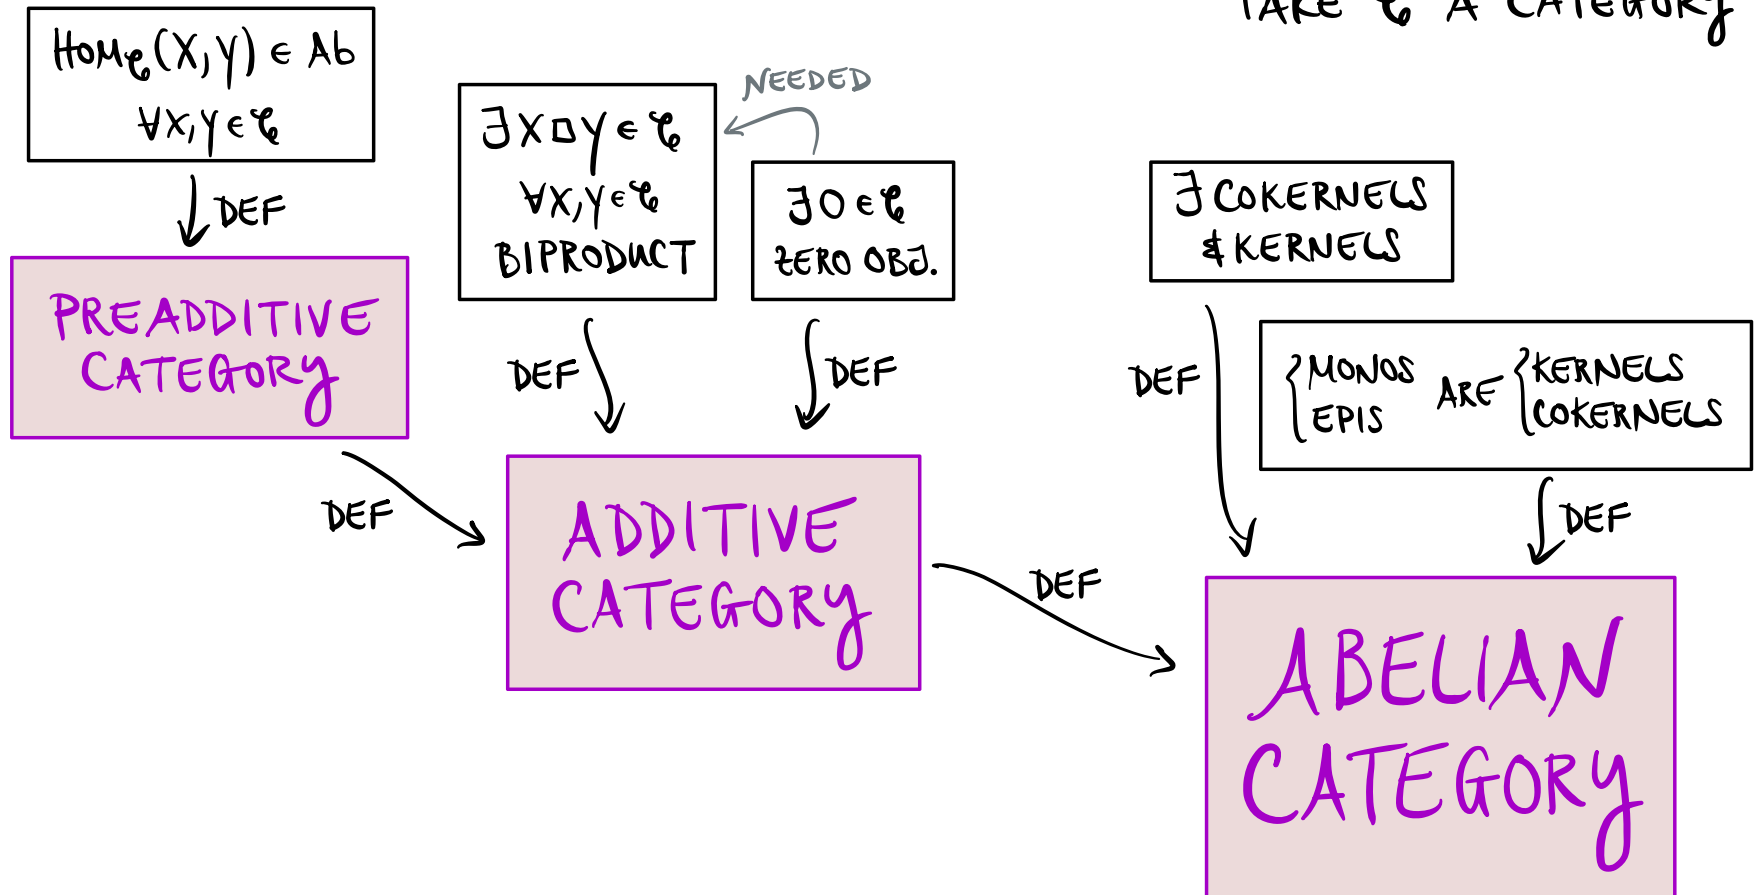 TAKE 𝒞 A CATEGORY
Hom𝒞(X,Y) ∈ Ab
∀X,Y ∈ 𝒞
DEF
PREADDITIVE
CATEGORY
DEF
NEEDED
∃ X □ Y ∈ 𝒞
∀X,Y ∈ 𝒞
BIPRODUCT
DEF
∃ 0 ∈ 𝒞
ZERO OBJ.
DEF
ADDITIVE
CATEGORY
DEF
∃ COKERNELS
& KERNELS
DEF
{MONOS ARE {KERNELS
{EPIS {COKERNELS
DEF
ABELIAN
CATEGORY